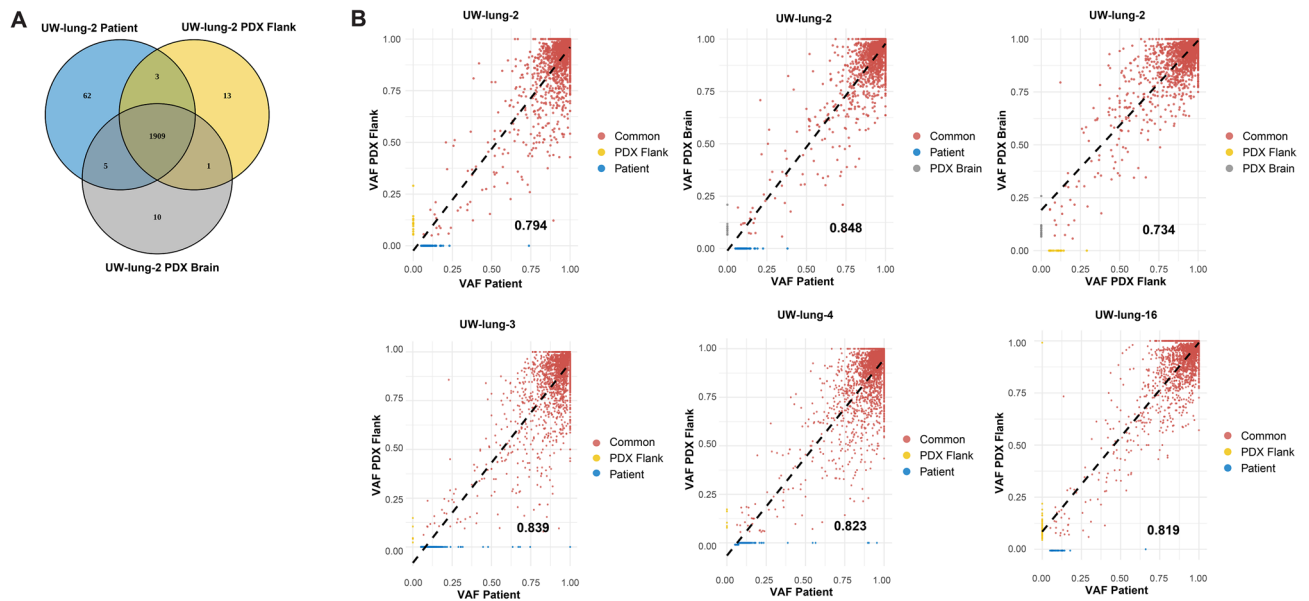 A
UW-lung-2 Patient
UW-lung-2 PDX Flank
3
62
13
1909
5
1
10
UW-lung-2 PDX Brain
B
UW-lung-2
1.00
0.75
0.50
0.25
0.00
VAF PDX Flank
0.794
0.00 0.25 0.50 0.75 1.00
VAF Patient
Common
PDX Flank
Patient
UW-lung-2
1.00
0.75
0.50
0.25
0.00
VAF PDX Brain
0.848
0.00 0.25 0.50 0.75 1.00
VAF Patient
Common
Patient
PDX Brain
UW-lung-2
1.00
0.75
0.50
0.25
0.00
VAF PDX Brain
0.734
0.00 0.25 0.50 0.75 1.00
VAF PDX Flank
Common
PDX Flank
PDX Brain
UW-lung-3
1.00
0.75
0.50
0.25
0.00
VAF PDX Flank
0.839
0.00 0.25 0.50 0.75 1.00
VAF Patient
Common
PDX Flank
Patient
UW-lung-4
1.00
0.75
0.50
0.25
0.00
VAF PDX Flank
0.823
0.00 0.25 0.50 0.75 1.00
VAF Patient
Common
PDX Flank
Patient
UW-lung-16
1.00
0.75
0.50
0.25
0.00
VAF PDX Flank
0.819
0.00 0.25 0.50 0.75 1.00
VAF Patient
Common
PDX Flank
Patient